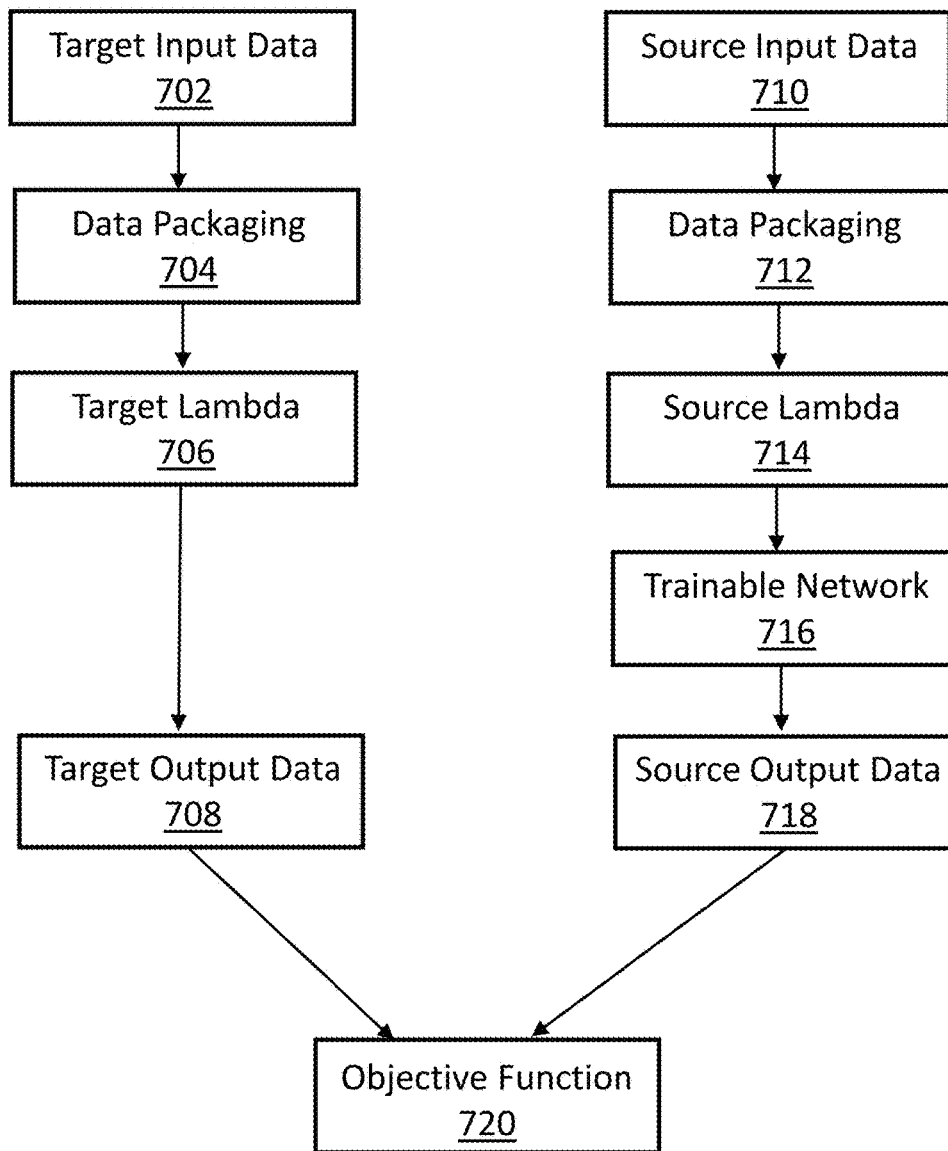 Target Input Data
702
Source Input Data
710
Data Packaging
704
Data Packaging
712
Target Lambda
706
Source Lambda
714
Trainable Network
716
Target Output Data
708
Source Output Data
718
Objective Function
720